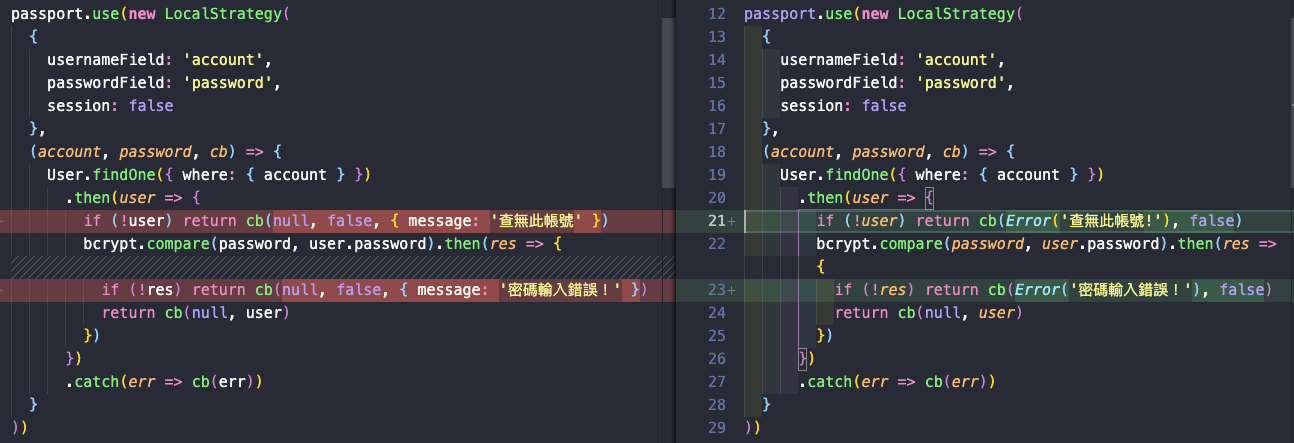 passport.use(new LocalStrategy(
  {
    usernameField: 'account',
    passwordField: 'password',
    session: false
  },
  (account, password, cb) => {
    User.findOne({ where: { account } })
      .then(user => {
        if (!user) return cb(null, false, { message: '查無此帳號' })
        bcrypt.compare(password, user.password).then(res => {
          if (!res) return cb(null, false, { message: '密碼輸入錯誤！' })
          return cb(null, user)
        })
      })
      .catch(err => cb(err))
  }
))
12 passport.use(new LocalStrategy(
13   {
14     usernameField: 'account',
15     passwordField: 'password',
16     session: false
17   },
18   (account, password, cb) => {
19     User.findOne({ where: { account } })
20       .then(user => {
21+         if (!user) return cb(Error('查無此帳號!'), false)
22         bcrypt.compare(password, user.password).then(res =>
        {
23+           if (!res) return cb(Error('密碼輸入錯誤！'), false)
24           return cb(null, user)
25         })
26       })
27       .catch(err => cb(err))
28   }
29 ))